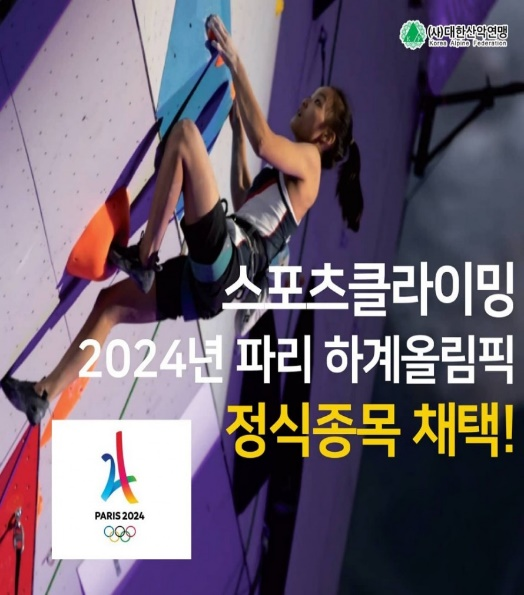 (사)대한산악연맹
Korea Alpine Federation
스포츠클라이밍
2024년 파리 하계올림픽
정식종목 채택!
PARIS 2024